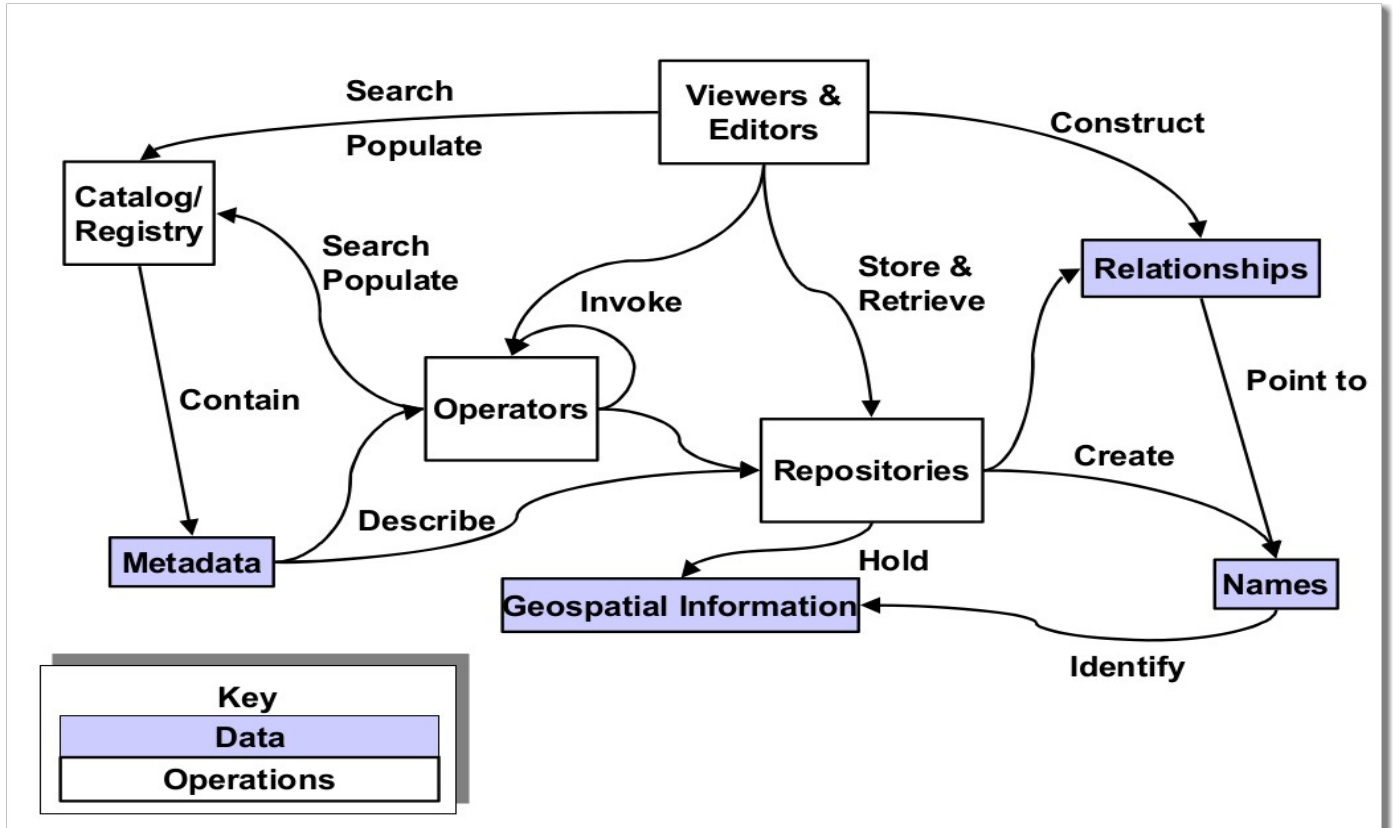 Search
Populate
Viewers &
Editors
Construct
Catalog/
Registry
Search
Populate
Store &
Retrieve
Relationships
Invoke
Contain
Operators
Point to
Repositories
Create
Describe
Metadada
Hold
Geospatial Information
Names
Identify
Key
Data
Operations